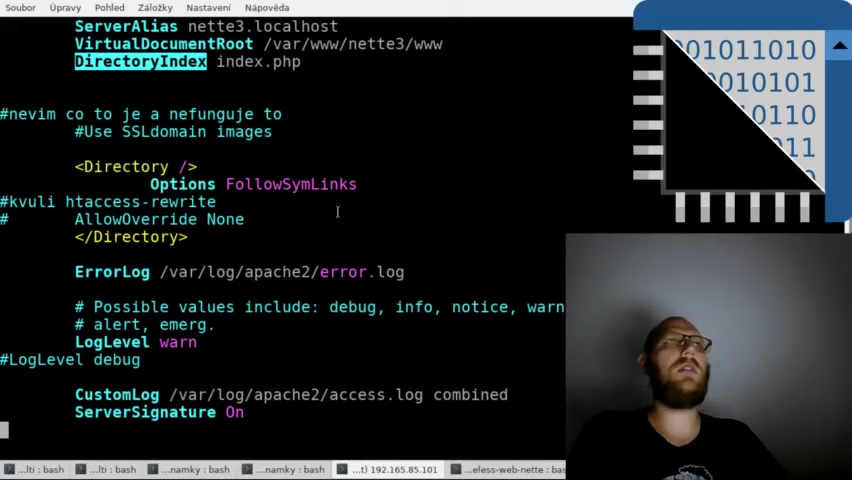 Soubor Úpravy Pohled Záložky Nastavení Nápověda
ServerAlias nette3.localhost
VirtualDocumentRoot /var/www/nette3/www
DirectoryIndex index.php
#nevim co to je a nefunguje to
#Use SSLdomain images
<Directory />
Options FollowSymLinks
#kvuli htaccess-rewrite
# AllowOverride None
</Directory>
ErrorLog /var/log/apache2/error.log
# Possible values include: debug, info, notice, warn
# alert, emerg.
LogLevel warn
#LogLevel debug
CustomLog /var/log/apache2/access.log combined
ServerSignature On
...lti : bash ...lti : bash ...namky : bash ...namky : bash ...t) 192.165.85.101 ...eless-web-nette : bas
001011010
0010101
0110
011